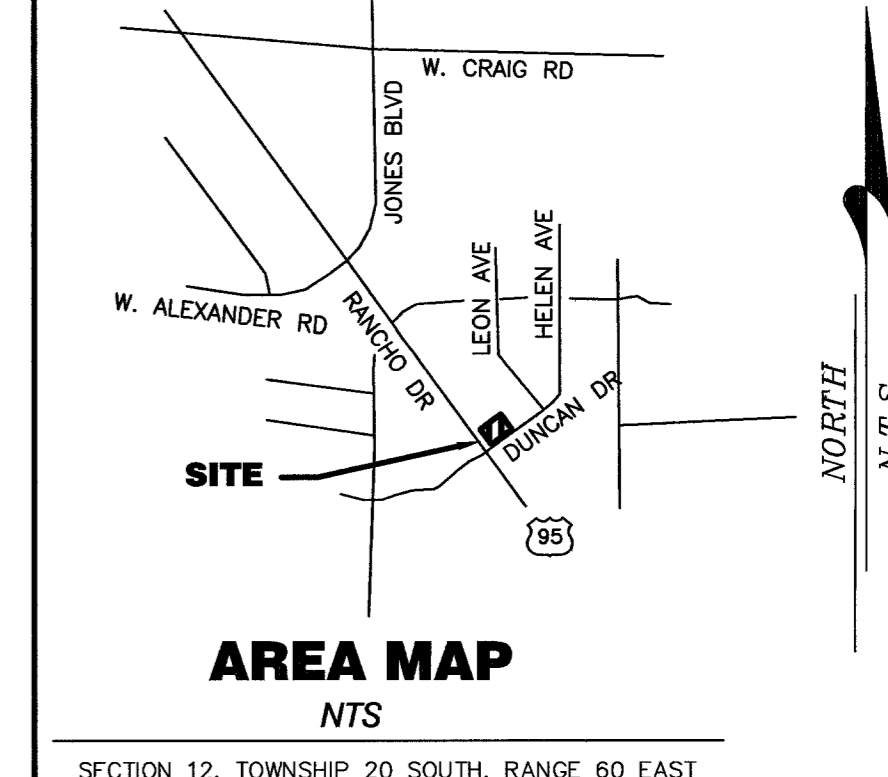 W. CRAIG RD
JONES BLVD
LEON AVE
HELEN AVE
W. ALEXANDER RD
RANCHO DR
DUNCAN DR
SITE
95
NORTH
AREA MAP
NTS
SECTION 12, TOWNSHIP 20 SOUTH, RANGE 60 EAST